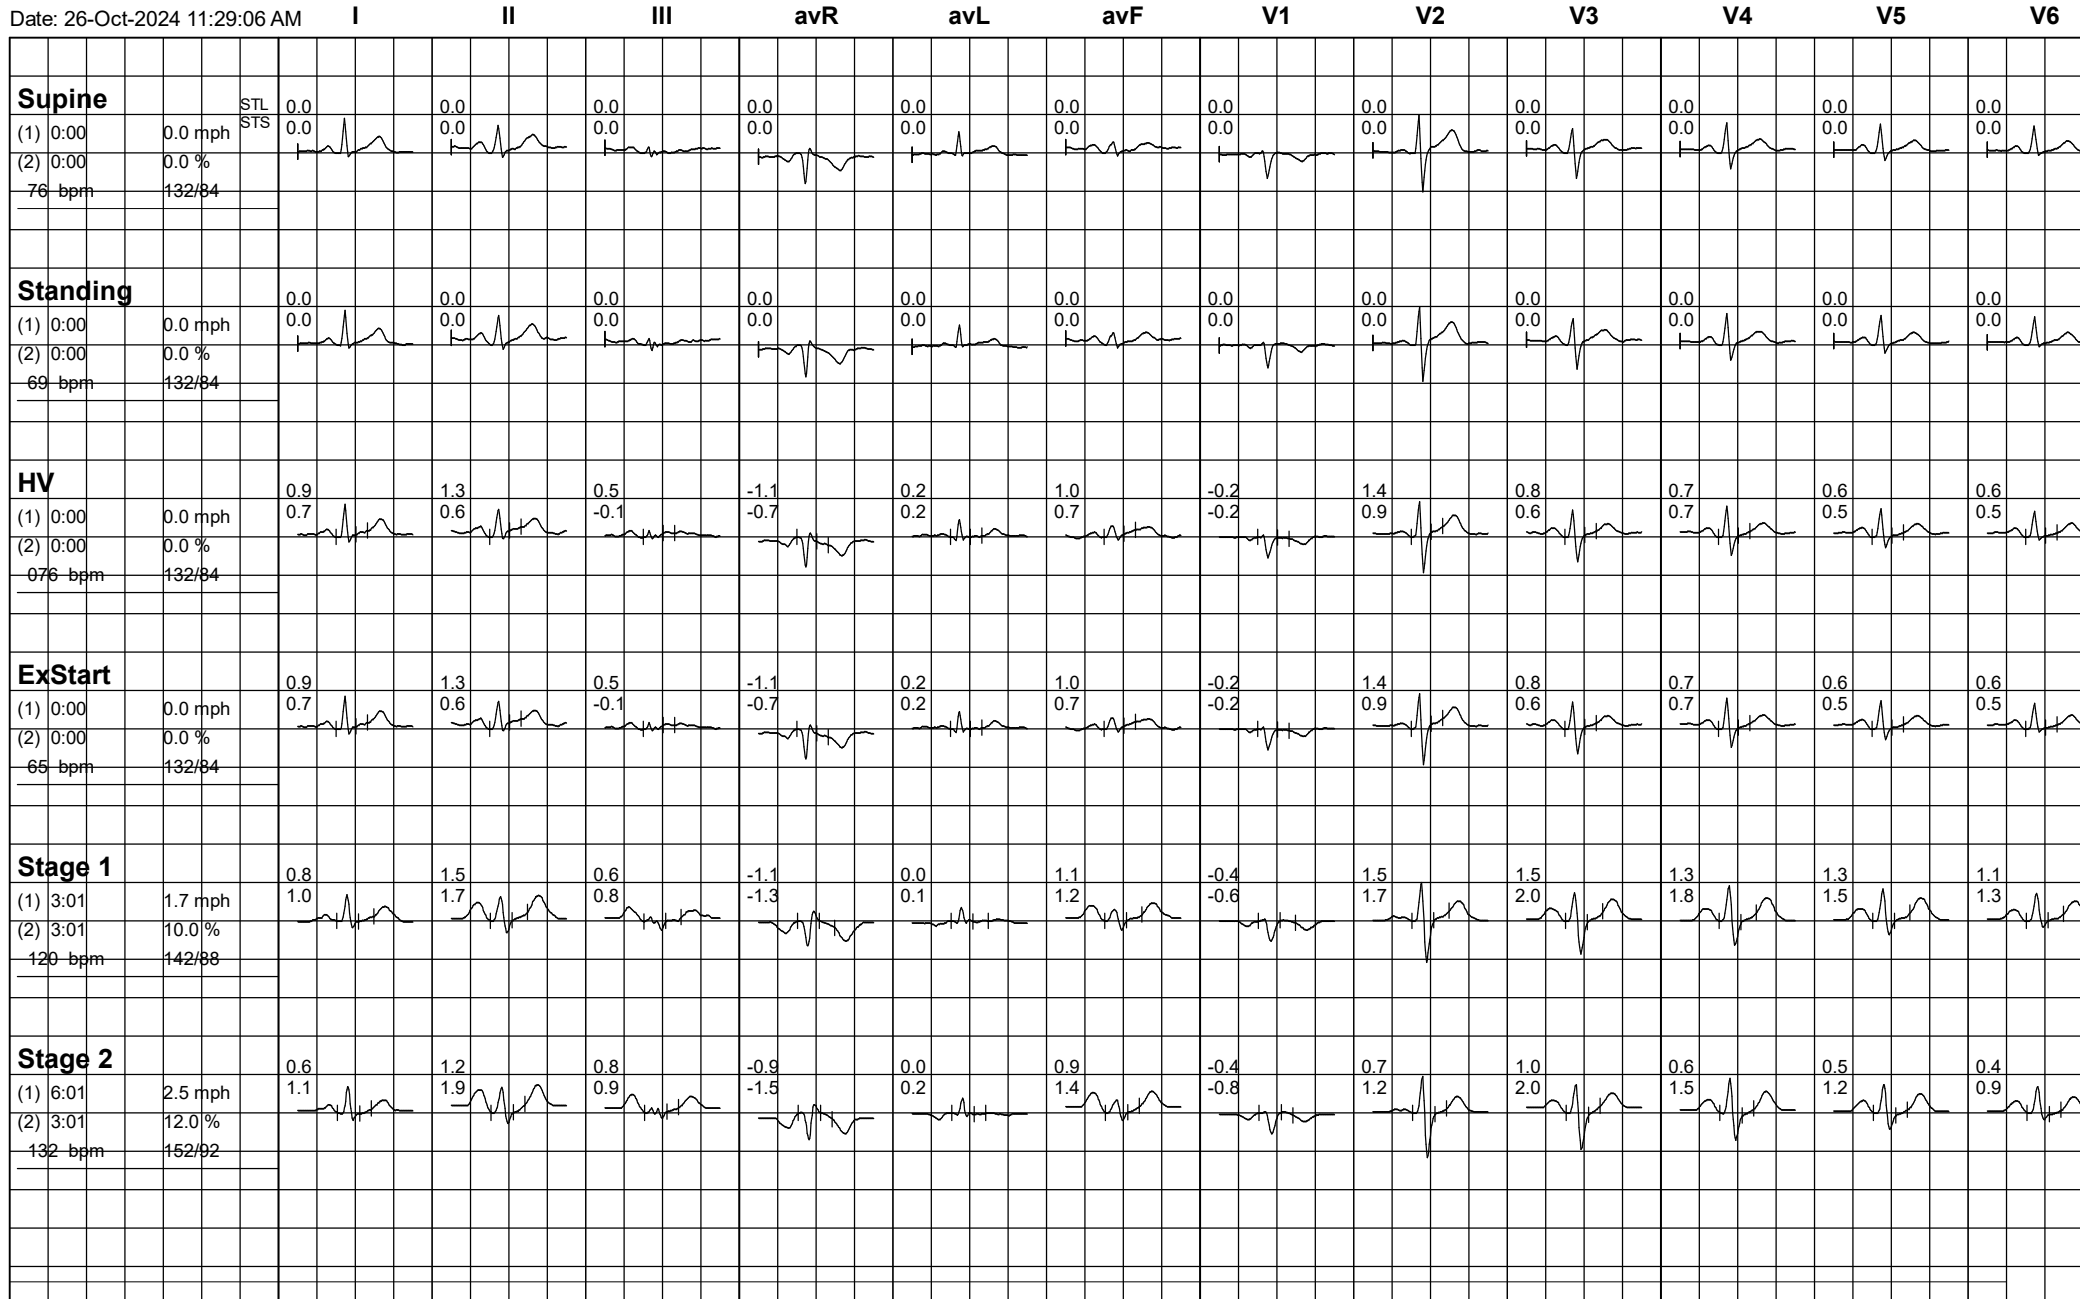 Date: 26-Oct-2024 11:29:06 AM I II III avR avL avF V1 V2 V3 V4 V5 V6
Supine
STL 0.0 0.0 0.0 0.0 0.0 0.0 0.0 0.0 0.0 0.0 0.0 0.0
STS 0.0 0.0 0.0 0.0 0.0 0.0 0.0 0.0 0.0 0.0 0.0 0.0
(1) 0:00 0.0 mph
(2) 0:00 0.0 %
76 bpm 132/84
Standing
0.0 0.0 0.0 0.0 0.0 0.0 0.0 0.0 0.0 0.0 0.0 0.0
(1) 0:00 0.0 mph 0.0 0.0 0.0 0.0 0.0 0.0 0.0 0.0 0.0 0.0 0.0 0.0
(2) 0:00 0.0 %
69 bpm 132/84
HV
0.9 1.3 0.5 -1.1 0.2 1.0 -0.2 1.4 0.8 0.7 0.6 0.6
(1) 0:00 0.0 mph 0.7 0.6 -0.1 -0.7 0.2 0.7 -0.2 0.9 0.6 0.7 0.5 0.5
(2) 0:00 0.0 %
076 bpm 132/84
ExStart
0.9 1.3 0.5 -1.1 0.2 1.0 -0.2 1.4 0.8 0.7 0.6 0.6
(1) 0:00 0.0 mph 0.7 0.6 -0.1 -0.7 0.2 0.7 -0.2 0.9 0.6 0.7 0.5 0.5
(2) 0:00 0.0 %
65 bpm 132/84
Stage 1
0.8 1.5 0.6 -1.1 0.0 1.1 -0.4 1.5 1.5 1.3 1.3 1.1
(1) 3:01 1.7 mph 1.0 1.7 0.8 -1.3 0.1 1.2 -0.6 1.7 2.0 1.8 1.5 1.3
(2) 3:01 10.0 %
120 bpm 142/88
Stage 2
0.6 1.2 0.8 -0.9 0.0 0.9 -0.4 0.7 1.0 0.6 0.5 0.4
(1) 6:01 2.5 mph 1.1 1.9 0.9 -1.5 0.2 1.4 -0.8 1.2 2.0 1.5 1.2 0.9
(2) 3:01 12.0 %
132 bpm 152/92